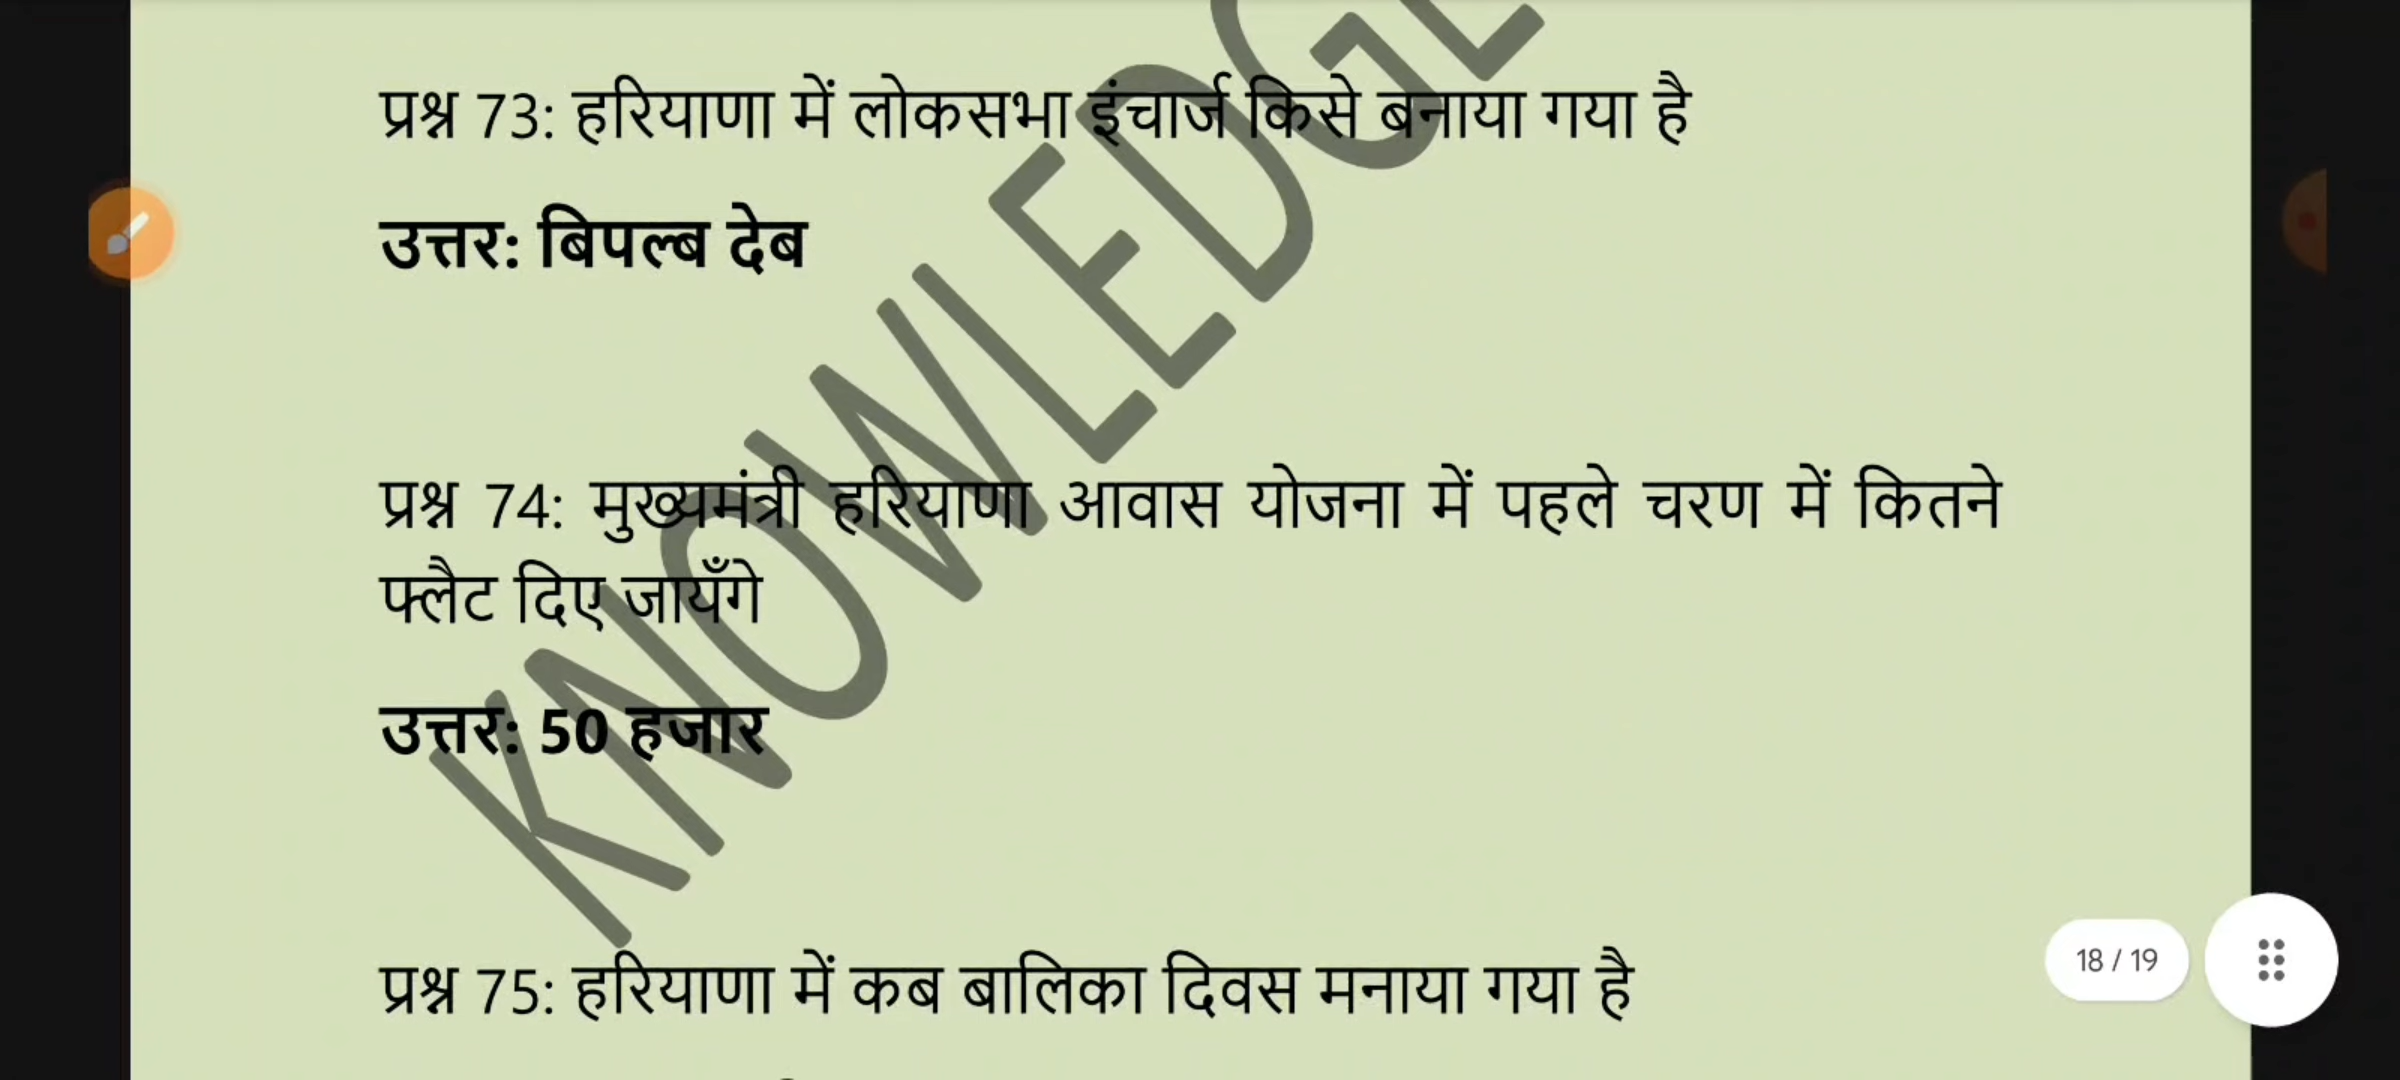 प्रश्न 73: हरियाणा में लोकसभा इंचार्ज किसे बनाया गया है
उत्तर: बिपल्ब देब
प्रश्न 74: मुख्यमंत्री हरियाणा आवास योजना में पहले चरण में कितने
फ्लैट दिए जायँगे
उत्तर: 50 हजार
प्रश्न 75: हरियाणा में कब बालिका दिवस मनाया गया है
KNOWLEDGE
18 / 19